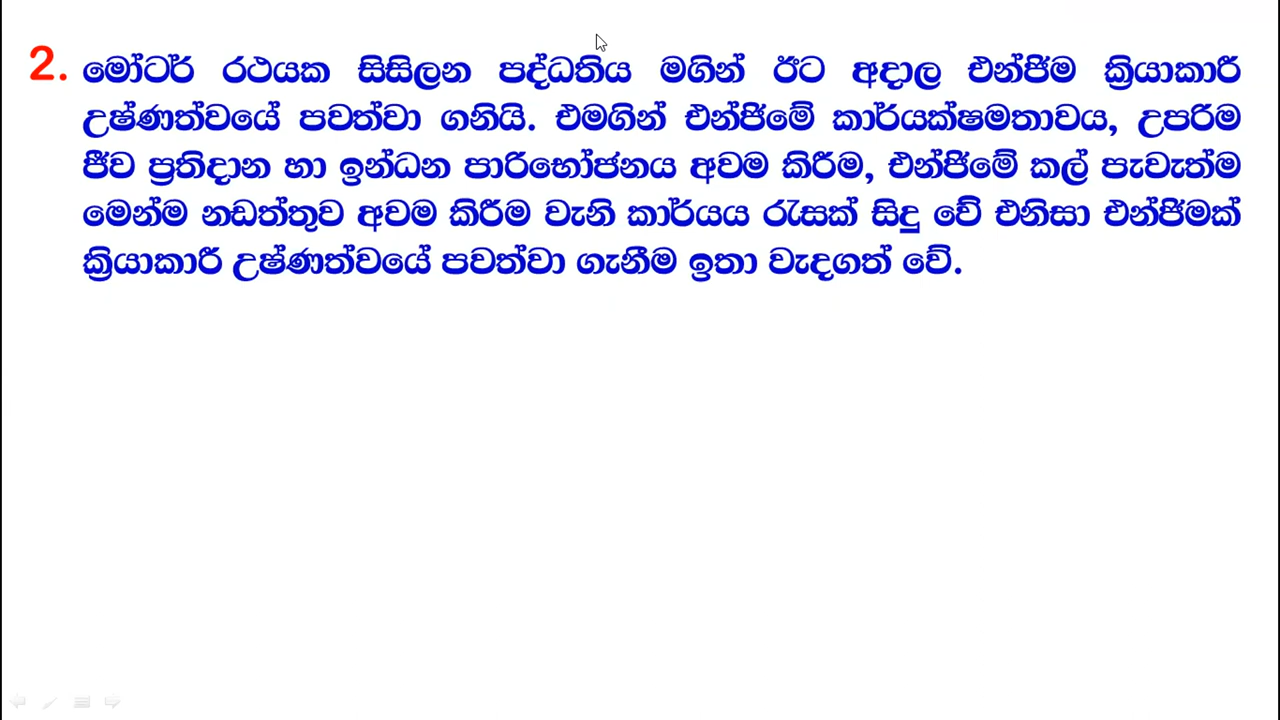 2. මෝටර් රථයක සිසිලන පද්ධතිය මගින් ඊට අදාල එන්ජිම ක්‍රියාකාරී
උෂ්ණත්වයේ පවත්වා ගනියි. එමගින් එන්ජිමේ කාර්යක්ෂමතාවය, උපරිම
ජීව ප්‍රතිදාන හා ඉන්ධන පාරිභෝජනය අවම කිරීම, එන්ජිමේ කල් පැවැත්ම
මෙන්ම නඩත්තුව අවම කිරීම වැනි කාර්යය රැසක් සිදු වේ එනිසා එන්ජිමක්
ක්‍රියාකාරී උෂ්ණත්වයේ පවත්වා ගැනීම ඉතා වැදගත් වේ.